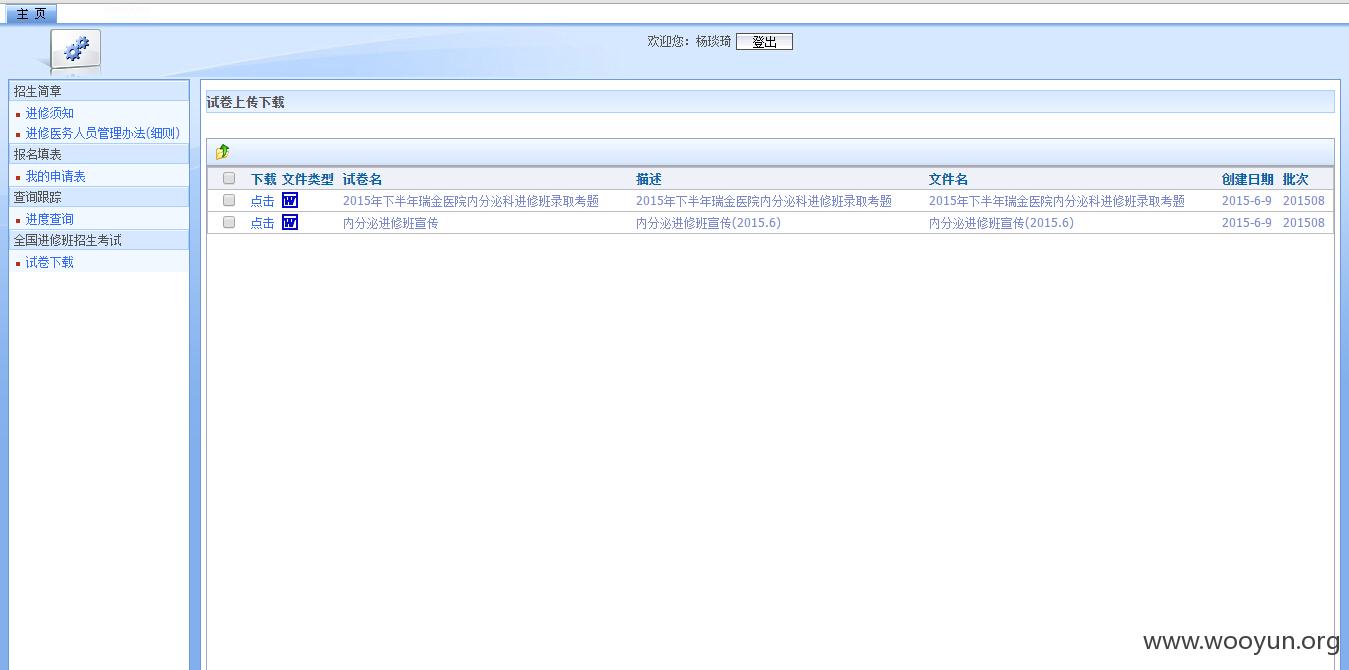 主 页
欢迎您：杨琰琦 登出
招生简章
进修须知
进修医务人员管理办法(细则)
报名填表
我的申请表
查询跟踪
进度查询
全国进修班招生考试
试卷下载
试卷上传下载
下载 文件类型 试卷名 描述 文件名 创建日期 批次
点击 W 2015年下半年瑞金医院内分泌科进修班录取考题 2015年下半年瑞金医院内分泌科进修班录取考题 2015年下半年瑞金医院内分泌科进修班录取考题 2015-6-9 201508
点击 W 内分泌进修班宣传 内分泌进修班宣传(2015.6) 内分泌进修班宣传(2015.6) 2015-6-9 201508
www.wooyun.org